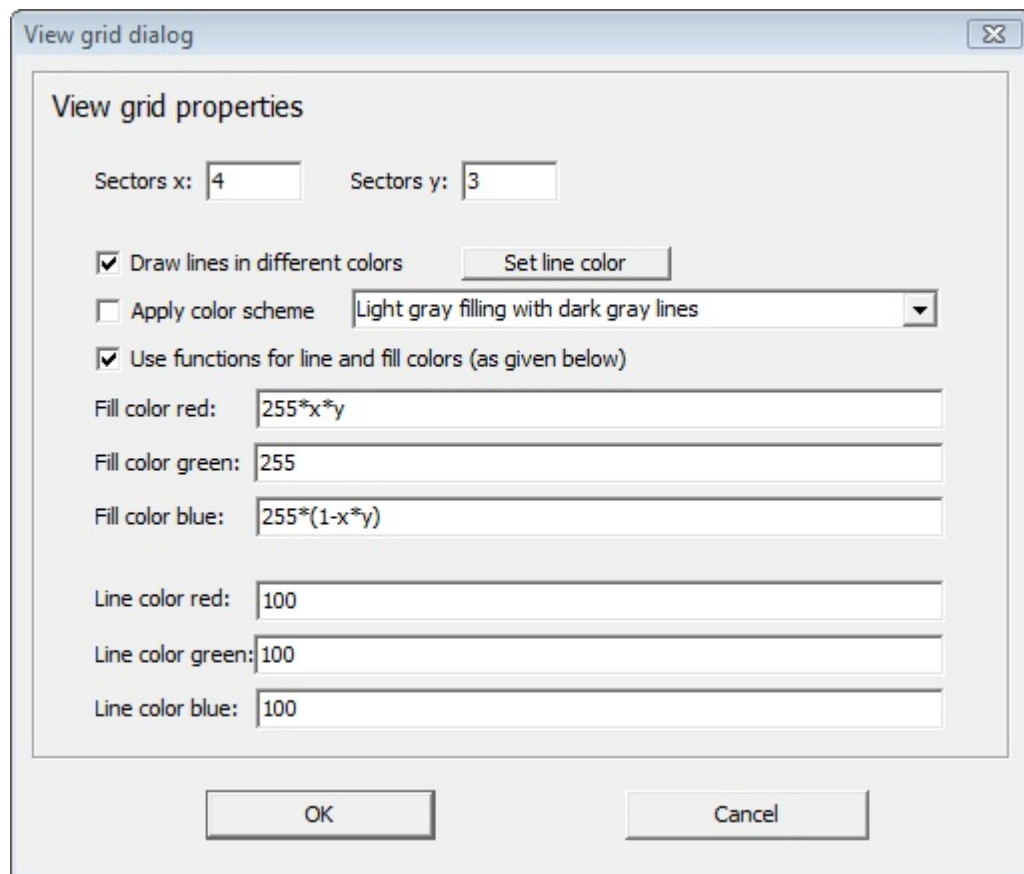 View grid dialog
View grid properties
Sectors x: 4 Sectors y: 3
Draw lines in different colors Set line color
Apply color scheme Light gray filling with dark gray lines
Use functions for line and fill colors (as given below)
Fill color red: 255*x*y
Fill color green: 255
Fill color blue: 255*(1-x*y)
Line color red: 100
Line color green: 100
Line color blue: 100
OK Cancel